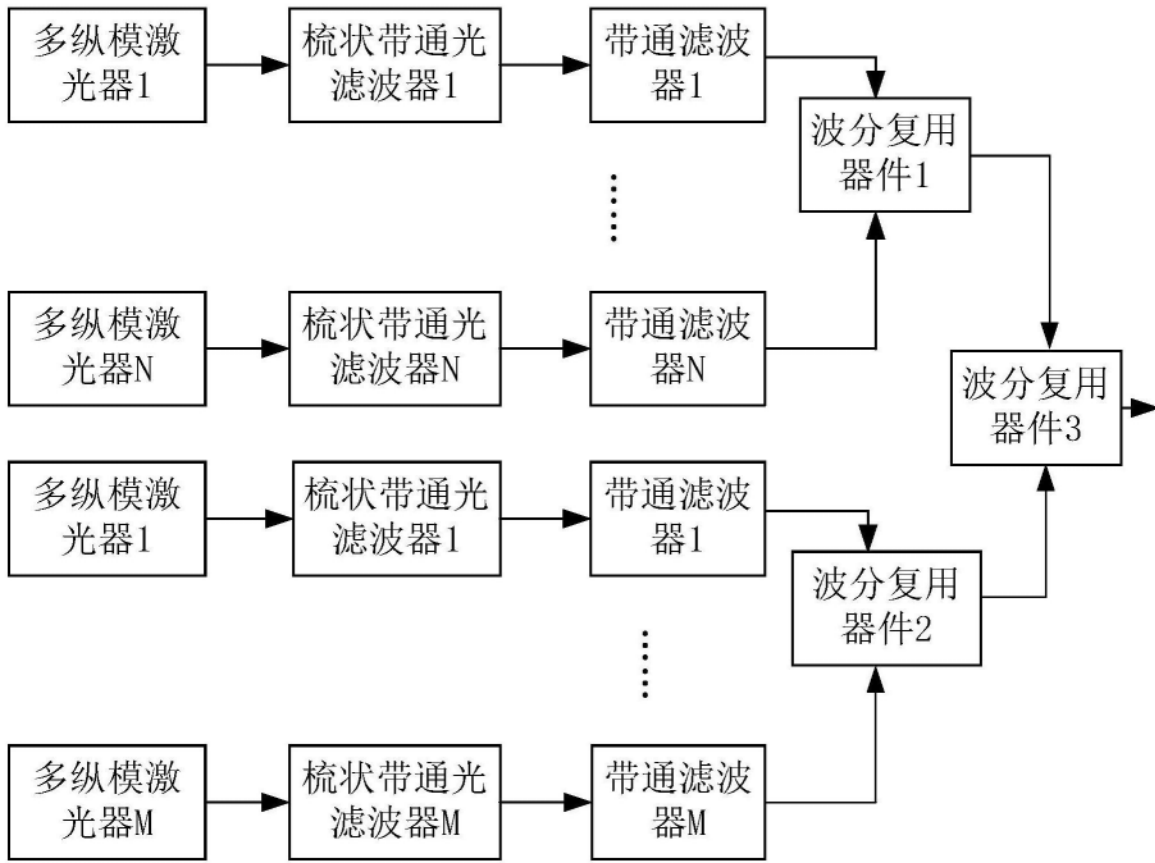 多纵模激
光器1
梳状带通光
滤波器1
带通滤波
器1
波分复用
器件1
多纵模激
光器N
梳状带通光
滤波器N
带通滤波
器N
波分复用
器件3
多纵模激
光器1
梳状带通光
滤波器1
带通滤波
器1
波分复用
器件2
多纵模激
光器M
梳状带通光
滤波器M
带通滤波
器M